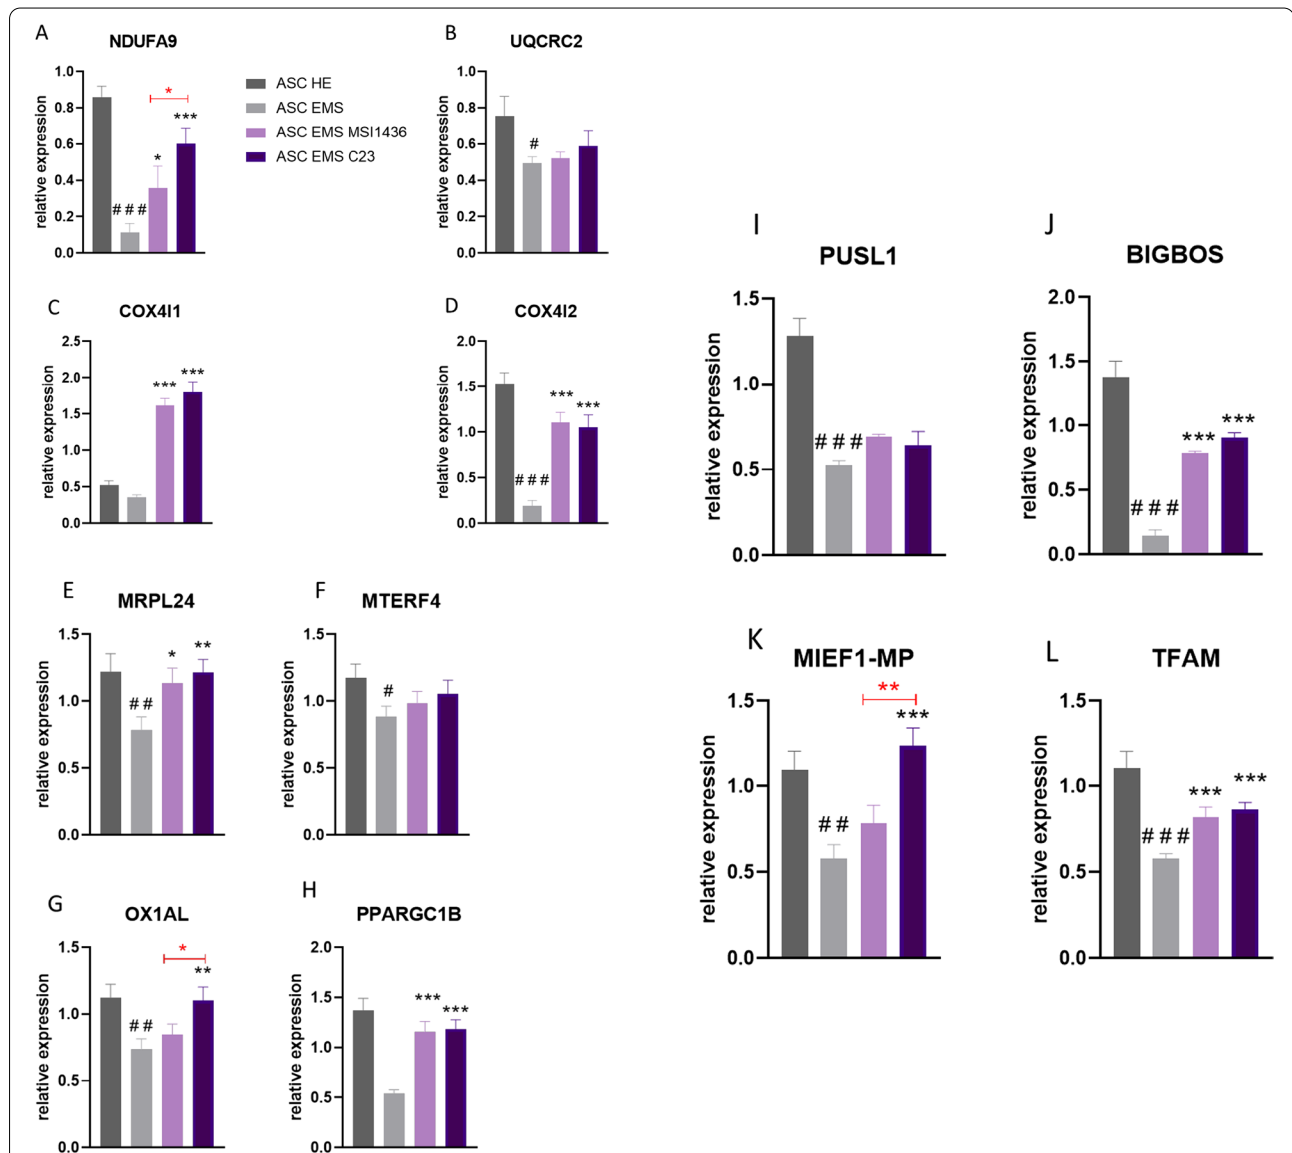 A
NDUFA9
relative expression
1.0
0.8
0.6
0.4
0.2
0.0
###
*
*
***
ASC HE
ASC EMS
ASC EMS MSI1436
ASC EMS C23
B
UQCRC2
relative expression
1.0
0.8
0.6
0.4
0.2
0.0
#
C
COX4I1
relative expression
2.5
2.0
1.5
1.0
0.5
0.0
***
***
D
COX4I2
relative expression
2.0
1.5
1.0
0.5
0.0
###
***
***
E
MRPL24
relative expression
1.5
1.0
0.5
0.0
##
*
**
F
MTERF4
relative expression
1.5
1.0
0.5
0.0
#
G
OX1AL
relative expression
1.5
1.0
0.5
0.0
##
*
**
H
PPARGC1B
relative expression
2.0
1.5
1.0
0.5
0.0
***
***
I
PUSL1
relative expression
1.5
1.0
0.5
0.0
###
J
BIGBOS
relative expression
2.0
1.5
1.0
0.5
0.0
###
***
***
K
MIEF1-MP
relative expression
1.5
1.0
0.5
0.0
##
**
***
L
TFAM
relative expression
1.5
1.0
0.5
0.0
###
***
***